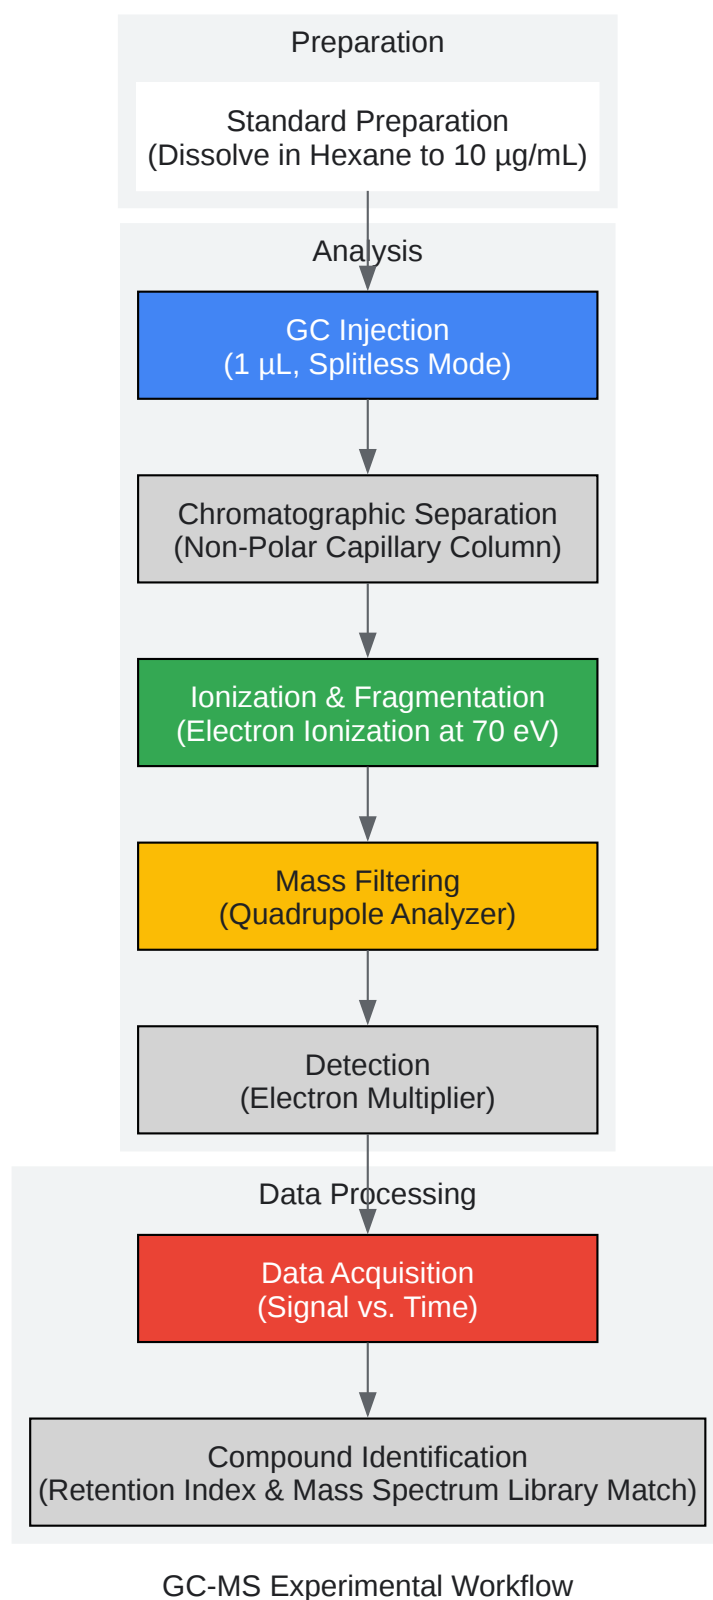 Preparation
Standard Preparation
(Dissolve in Hexane to 10 µg/mL)
Analysis
GC Injection
(1 µL, Splitless Mode)
Chromatographic Separation
(Non-Polar Capillary Column)
Ionization & Fragmentation
(Electron Ionization at 70 eV)
Mass Filtering
(Quadrupole Analyzer)
Detection
(Electron Multiplier)
Data Processing
Data Acquisition
(Signal vs. Time)
Compound Identification
(Retention Index & Mass Spectrum Library Match)
GC-MS Experimental Workflow